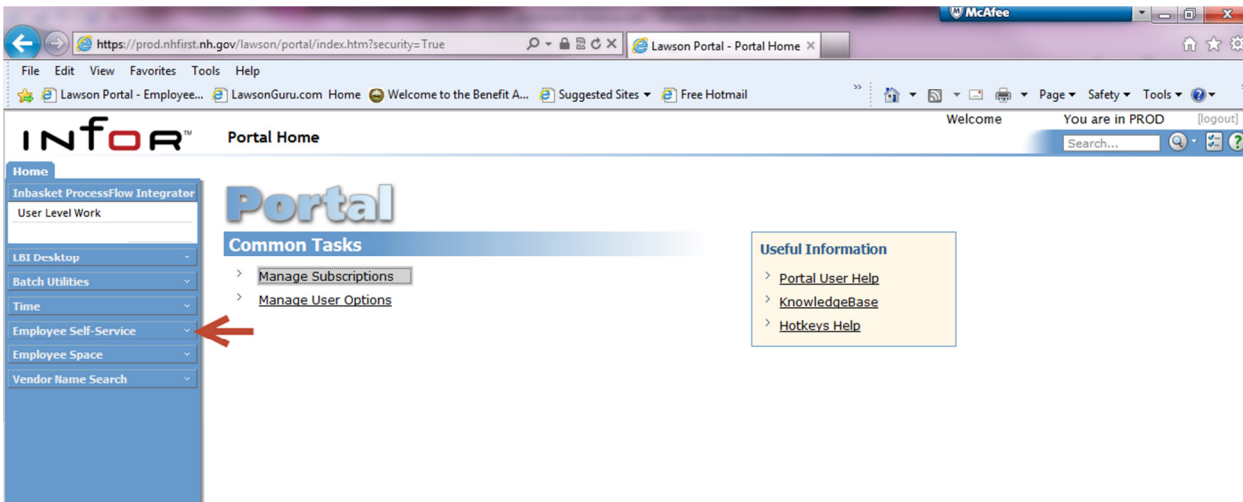 McAfee
https://prod.nhfirst.nh.gov/lawson/portal/index.htm?security=True
Lawson Portal - Portal Home
File Edit View Favorites Tools Help
Lawson Portal - Employee... LawsonGuru.com Home Welcome to the Benefit A... Suggested Sites Free Hotmail Page Safety Tools
infor™ Portal Home Welcome You are in PROD [logout]
Search...
Home
Inbasket ProcessFlow Integrator
User Level Work
LBI Desktop
Batch Utilities
Time
Employee Self-Service
Employee Space
Vendor Name Search
Portal
Common Tasks
Manage Subscriptions
Manage User Options
Useful Information
Portal User Help
KnowledgeBase
Hotkeys Help